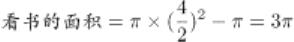 看书的面积 = π × (4/2)² − π = 3π